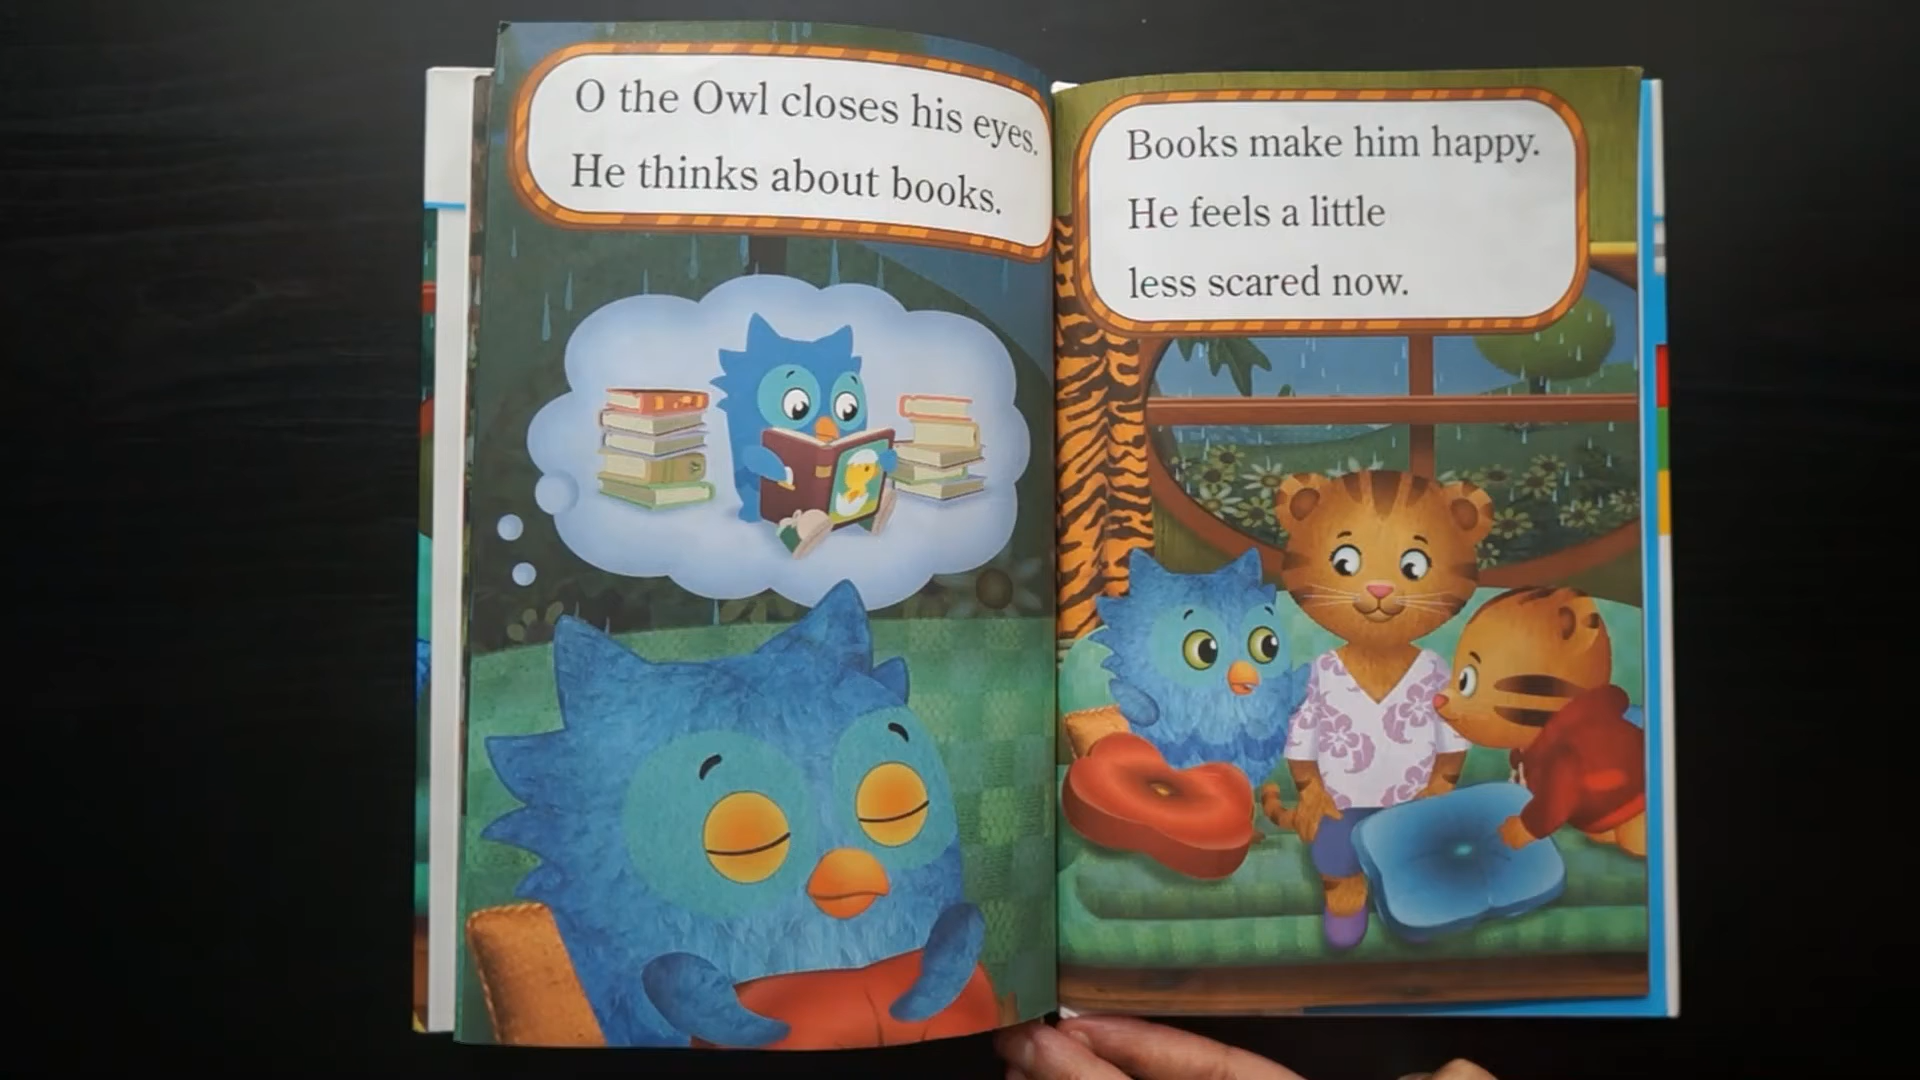 O the Owl closes his eyes.
He thinks about books.
Books make him happy.
He feels a little
less scared now.